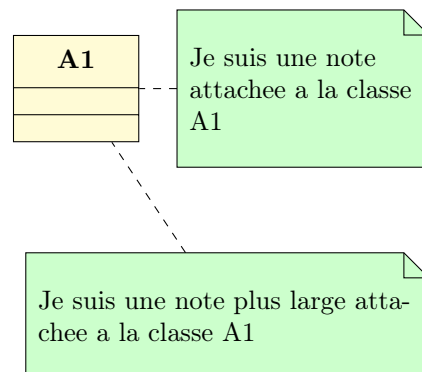 A1
Je suis une note
attachee a la classe
A1
Je suis une note plus large atta-
chee a la classe A1